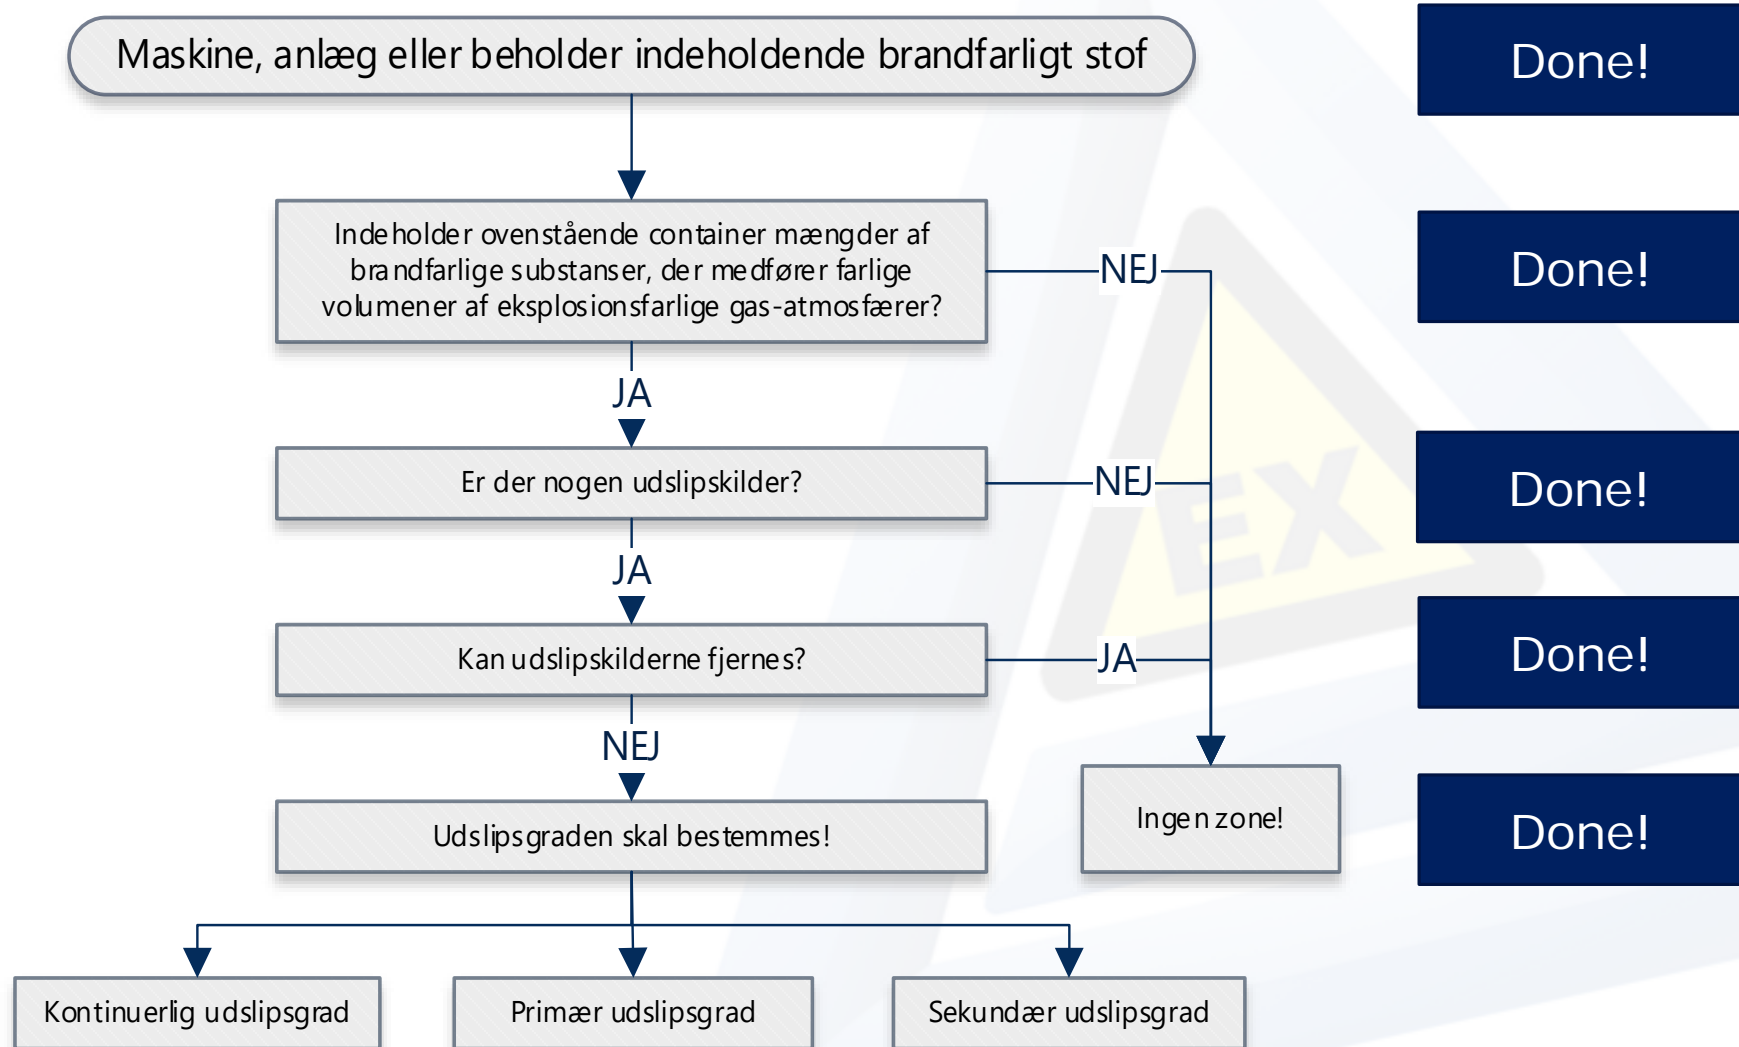 Maskine, anlæg eller beholder indeholdende brandfarligt stof
Done!
Indeholder ovenstående container mængder af
brandfarlige substanser, der medfører farlige
volumener af eksplosionsfarlige gas-atmosfærer?
NEJ
Done!
JA
Er der nogen udslipskilder?
NEJ
Done!
EX
JA
Kan udslipskilderne fjernes?
JA
Done!
NEJ
Udslipsgraden skal bestemmes!
Ingen zone!
Done!
Kontinuerlig udslipsgrad
Primær udslipsgrad
Sekundær udslipsgrad